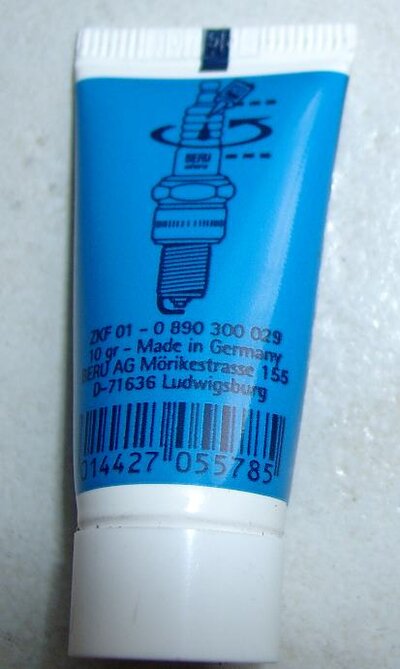 BERU
ZKF 01 - 0 890 300 029
10 gr - Made in Germany
BERU AG Mörikestrasse 155
D-71636 Ludwigsburg
014427 055785